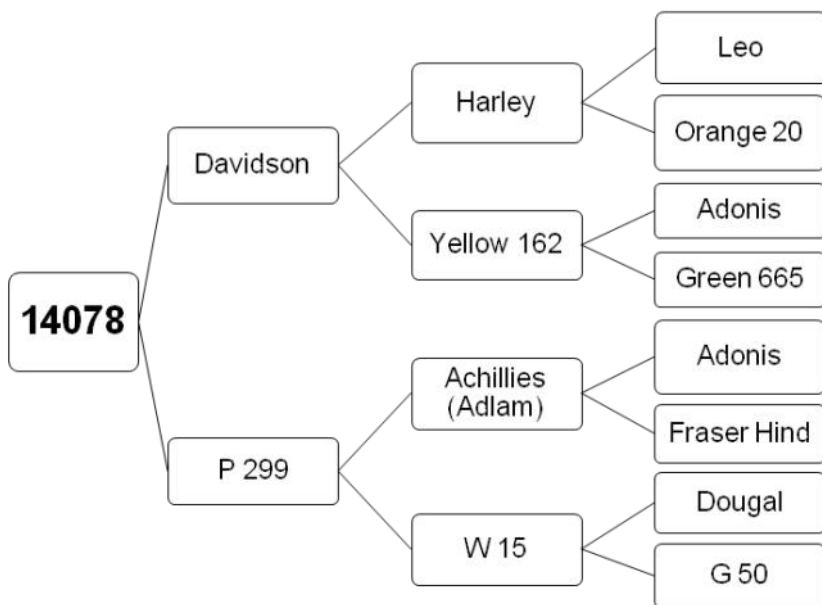 Leo
Harley
Orange 20
Davidson
Adonis
Yellow 162
Green 665
14078
Adonis
Achillies
(Adlam)
Fraser Hind
P 299
Dougal
W 15
G 50